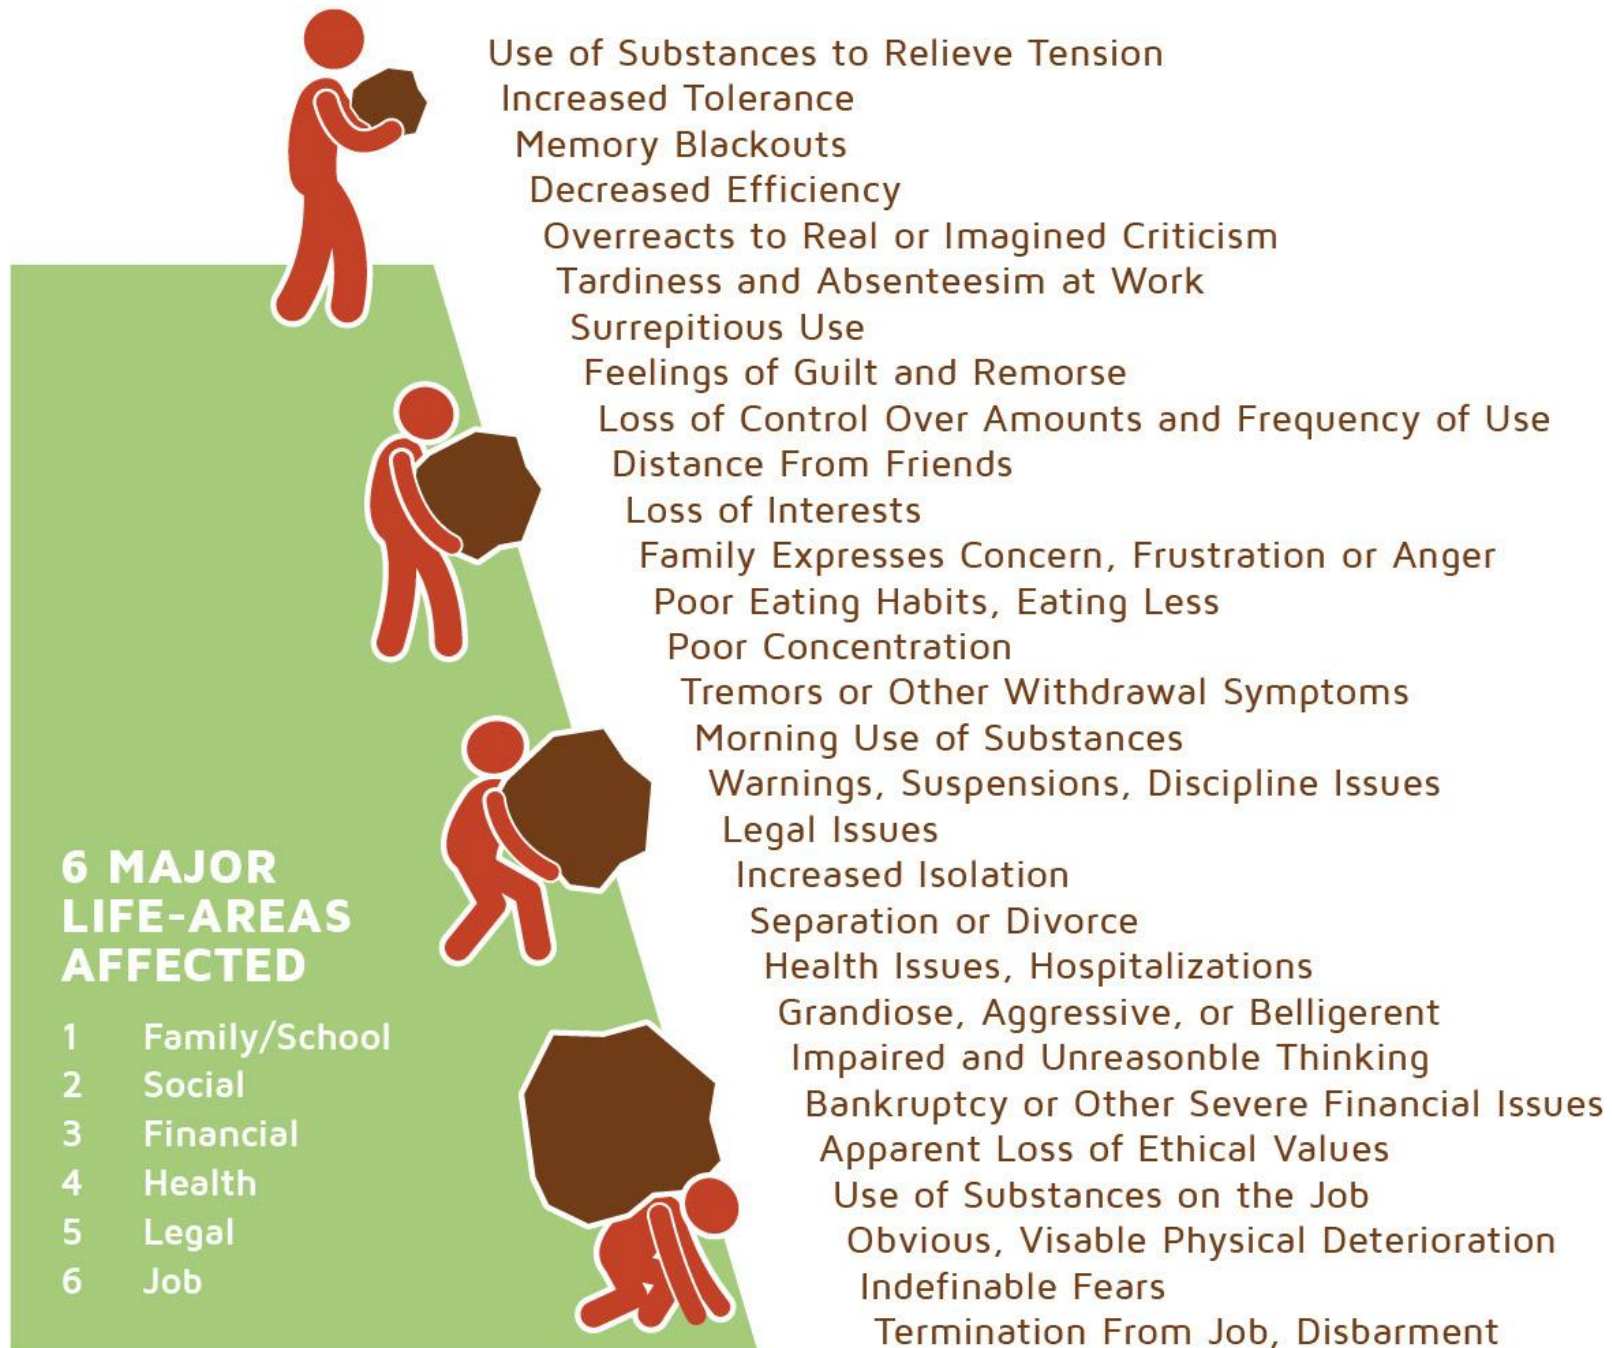 Use of Substances to Relieve Tension
Increased Tolerance
Memory Blackouts
Decreased Efficiency
Overreacts to Real or Imagined Criticism
Tardiness and Absenteesim at Work
Surrepitious Use
Feelings of Guilt and Remorse
Loss of Control Over Amounts and Frequency of Use
Distance From Friends
Loss of Interests
Family Expresses Concern, Frustration or Anger
Poor Eating Habits, Eating Less
Poor Concentration
Tremors or Other Withdrawal Symptoms
Morning Use of Substances
Warnings, Suspensions, Discipline Issues
Legal Issues
Increased Isolation
Separation or Divorce
Health Issues, Hospitalizations
Grandiose, Aggressive, or Belligerent
Impaired and Unreasonble Thinking
Bankruptcy or Other Severe Financial Issues
Apparent Loss of Ethical Values
Use of Substances on the Job
Obvious, Visable Physical Deterioration
Indefinable Fears
Termination From Job, Disbarment
6 MAJOR
LIFE-AREAS
AFFECTED
1 Family/School
2 Social
3 Financial
4 Health
5 Legal
6 Job